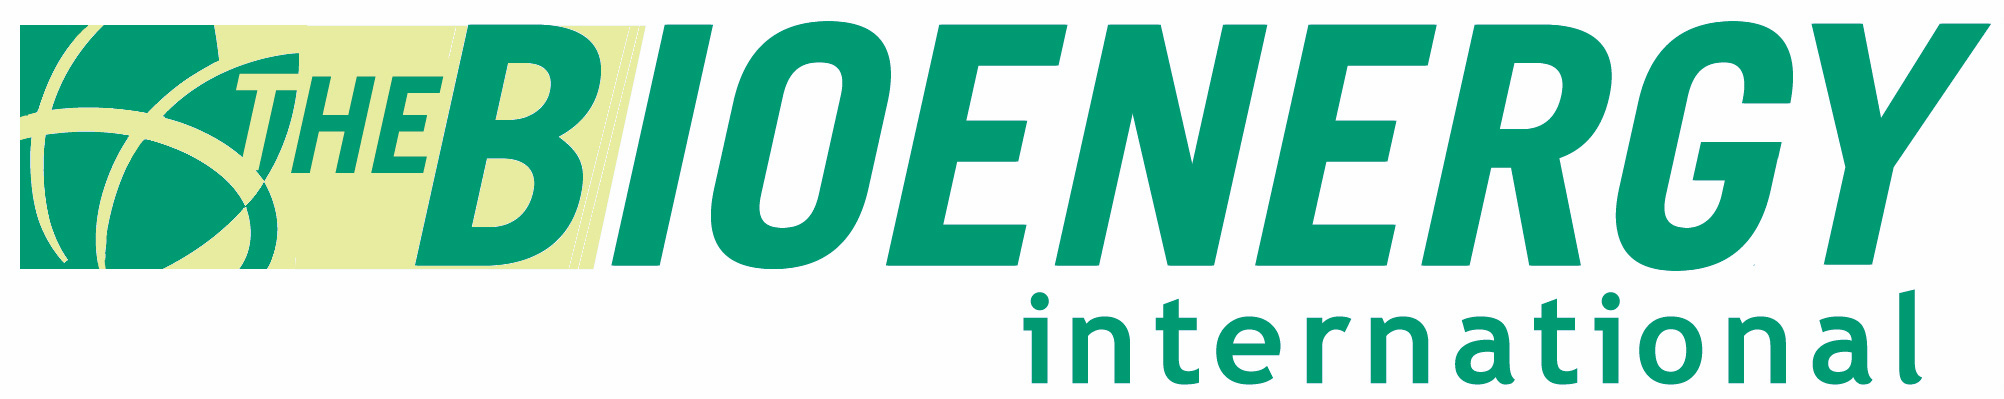 THE BIOENERGY
international